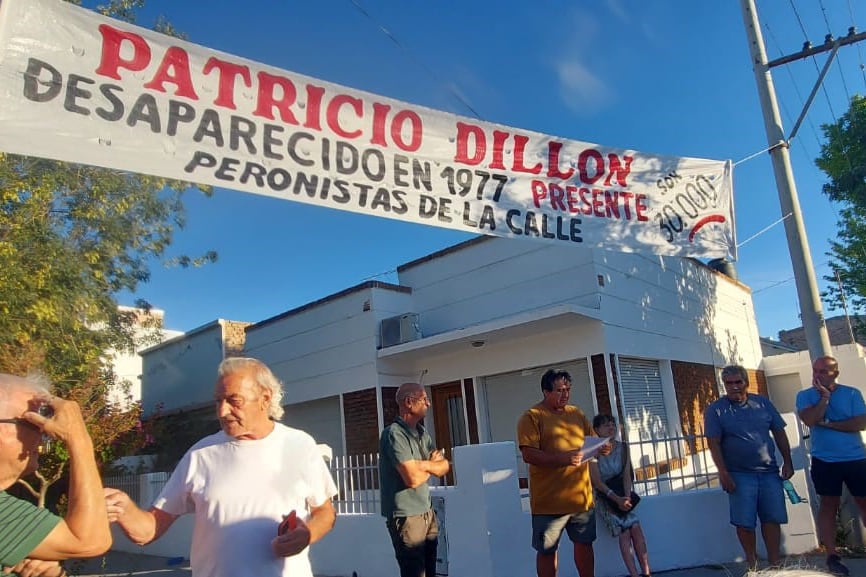 PATRICIO DILLON
DESAPARECIDO EN 1977 PRESENTE
PERONISTAS DE LA CALLE
SON
30.000